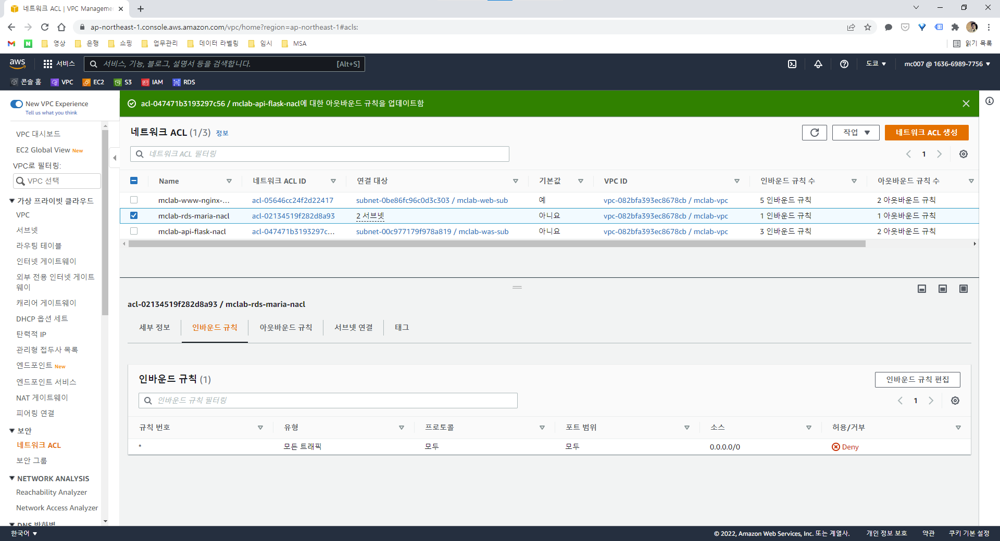 네트워크 ACL | VPC Manageme
ap-northeast-1.console.aws.amazon.com/vpc/home?region=ap-northeast-1#acls:
영상 은행 쇼핑 업무관리 데이터 라벨링 임시 MSA 읽기 목록
aws 서비스 서비스, 기능, 블로그, 설명서 등을 검색합니다. [Alt+S] 도쿄 ▼ mc007 @ 1636-6989-7756 ▼
콘솔 홈 VPC EC2 S3 IAM RDS
New VPC Experience
Tell us what you think
VPC 대시보드
EC2 Global View New
VPC로 필터링:
VPC 선택
가상 프라이빗 클라우드
VPC
서브넷
라우팅 테이블
인터넷 게이트웨이
외부 전용 인터넷 게이트
웨이
캐리어 게이트웨이
DHCP 옵션 세트
탄력적 IP
관리형 접두사 목록
엔드포인트 New
엔드포인트 서비스
NAT 게이트웨이
피어링 연결
보안
네트워크 ACL
보안 그룹
NETWORK ANALYSIS
Reachability Analyzer
Network Access Analyzer
DNS 방화벽
acl-047471b3193297c56 / mclab-api-flask-nacl에 대한 아웃바운드 규칙을 업데이트함
네트워크 ACL (1/3) 정보 작업 ▼ 네트워크 ACL 생성
네트워크 ACL 필터링 1
Name 네트워크 ACL ID 연결 대상 기본값 VPC ID 인바운드 규칙 수 아웃바운드 규칙 수
mclab-www-nginx-... acl-05646cc24f2d22417 subnet-0be86fc96c0d3c303 / mclab-web-sub 예 vpc-082bfa393ec8678cb / mclab-vpc 5 인바운드 규칙 2 아웃바운드 규칙
mclab-rds-maria-nacl acl-02134519f282d8a93 2 서브넷 아니요 vpc-082bfa393ec8678cb / mclab-vpc 1 인바운드 규칙 1 아웃바운드 규칙
mclab-api-flask-nacl acl-047471b3193297c... subnet-00c977179f978a819 / mclab-was-sub 아니요 vpc-082bfa393ec8678cb / mclab-vpc 3 인바운드 규칙 2 아웃바운드 규칙
acl-02134519f282d8a93 / mclab-rds-maria-nacl
세부 정보 인바운드 규칙 아웃바운드 규칙 서브넷 연결 태그
인바운드 규칙 (1) 인바운드 규칙 편집
인바운드 규칙 필터링 1
규칙 번호 유형 프로토콜 포트 범위 소스 허용/거부
* 모든 트래픽 모두 모두 0.0.0.0/0 Deny
한국어 ▼ © 2022, Amazon Web Services, Inc. 또는 계열사. 개인 정보 보호 약관 쿠키 기본 설정